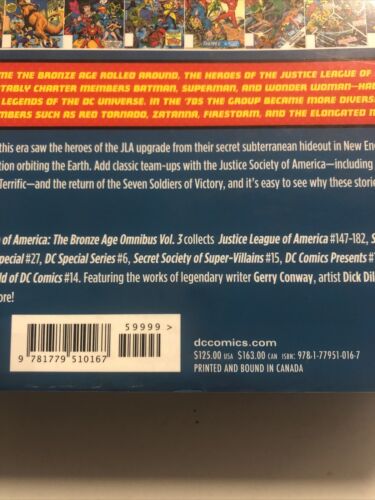 ME THE BRONZE AGE ROLLED AROUND, THE HEROES OF THE JUSTICE LEAGUE OF
TABLY CHARTER MEMBERS BATMAN, SUPERMAN, AND WONDER WOMAN—HA
LEGENDS OF THE DC UNIVERSE. IN THE '70S THE GROUP BECAME MORE DIVERS
MBERS SUCH AS RED TORNADO, ZATANNA, FIRESTORM, AND THE ELONGATED M
this era saw the heroes of the JLA upgrade from their secret subterranean hideout in New Eng
tion orbiting the Earth. Add classic team-ups with the Justice Society of America—including
Terrific—and the return of the Seven Soldiers of Victory, and it's easy to see why these storie
e of America: The Bronze Age Omnibus Vol. 3 collects Justice League of America #147-182, S
pecial #27, DC Special Series #6, Secret Society of Super-Villains #15, DC Comics Presents #
ld of DC Comics #14. Featuring the works of legendary writer Gerry Conway, artist Dick Dil
ore!
59999>
9 781779 510167
dccomics.com
$125.00 USA $163.00 CAN ISBN: 978-1-77951-016-7
PRINTED AND BOUND IN CANADA